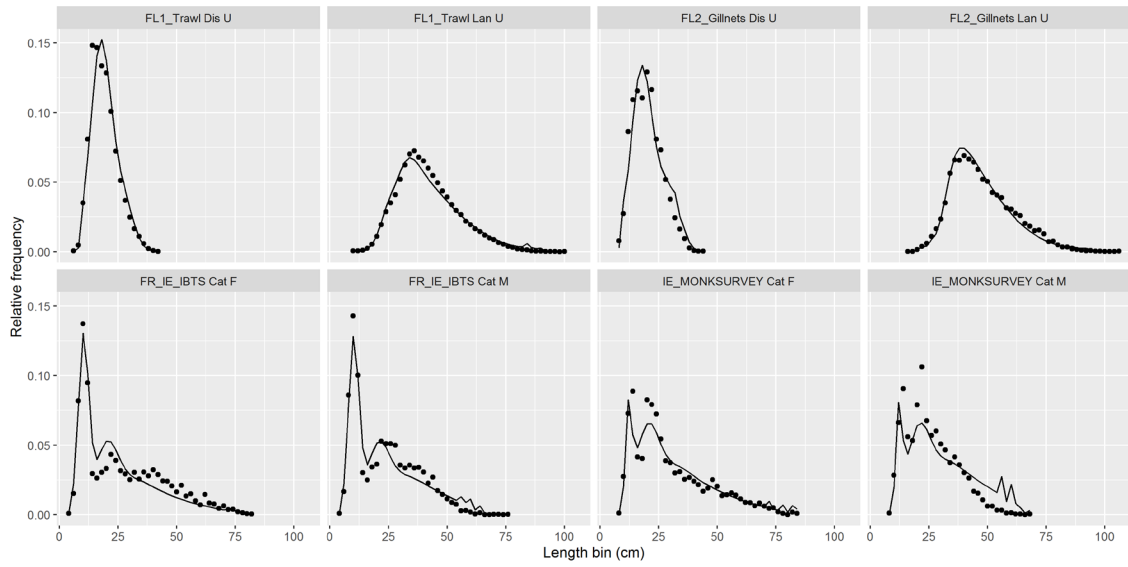 FL1_Trawl Dis U
FL1_Trawl Lan U
FL2_Gillnets Dis U
FL2_Gillnets Lan U
0.15
0.10
0.05
0.00
FR_IE_IBTS Cat F
FR_IE_IBTS Cat M
IE_MONKSURVEY Cat F
IE_MONKSURVEY Cat M
0.15
0.10
0.05
0.00
0 25 50 75 100
0 25 50 75 100
0 25 50 75 100
0 25 50 75 100
Relative frequency
Length bin (cm)